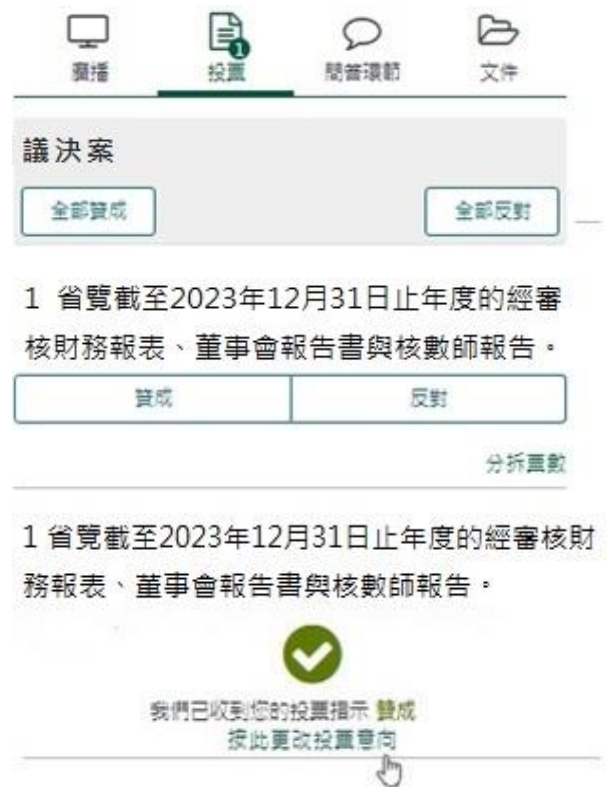 廣播 投票 問答環節 文件
1
議決案
全部贊成 全部反對
1 省覽截至2023年12月31日止年度的經審
核財務報表、董事會報告書與核數師報告。
贊成 反對
分拆票數
1 省覽截至2023年12月31日止年度的經審核財
務報表、董事會報告書與核數師報告。
我們已收到您的投票指示 贊成
按此更改投票意向